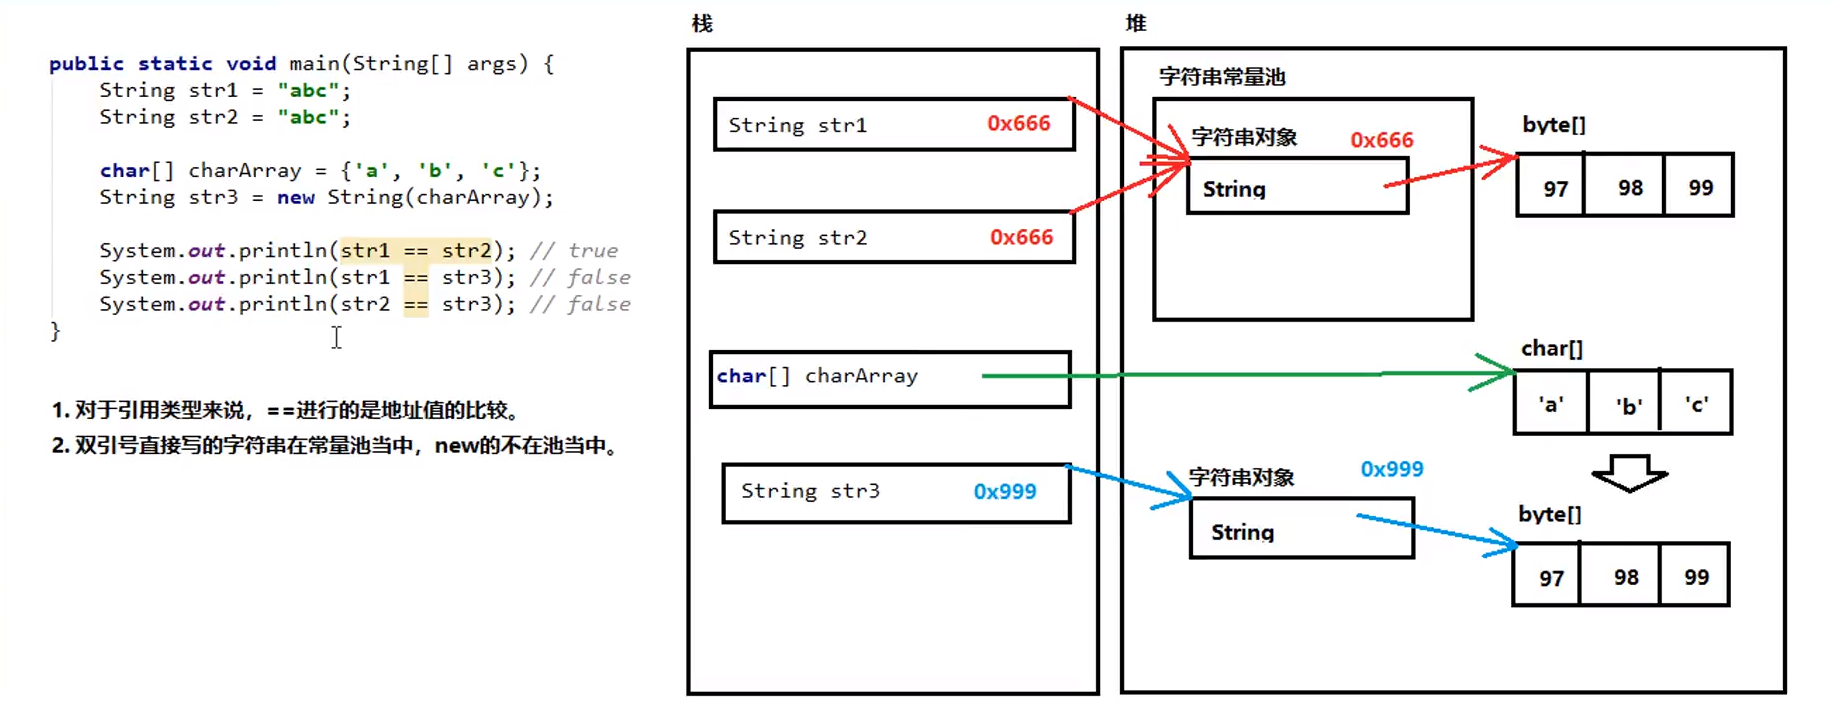 public static void main(String[] args) {
String str1 = "abc";
String str2 = "abc";
char[] charArray = {'a', 'b', 'c'};
String str3 = new String(charArray);
System.out.println(str1 == str2); // true
System.out.println(str1 == str3); // false
System.out.println(str2 == str3); // false
}
1. 对于引用类型来说，==进行的是地址值的比较。
2. 双引号直接写的字符串在常量池当中，new的不在池当中。
栈
String str1 0x666
String str2 0x666
char[] charArray
String str3 0x999
堆
字符串常量池
字符串对象 0x666
String
byte[]
97 98 99
char[]
'a' 'b' 'c'
字符串对象 0x999
String
byte[]
97 98 99